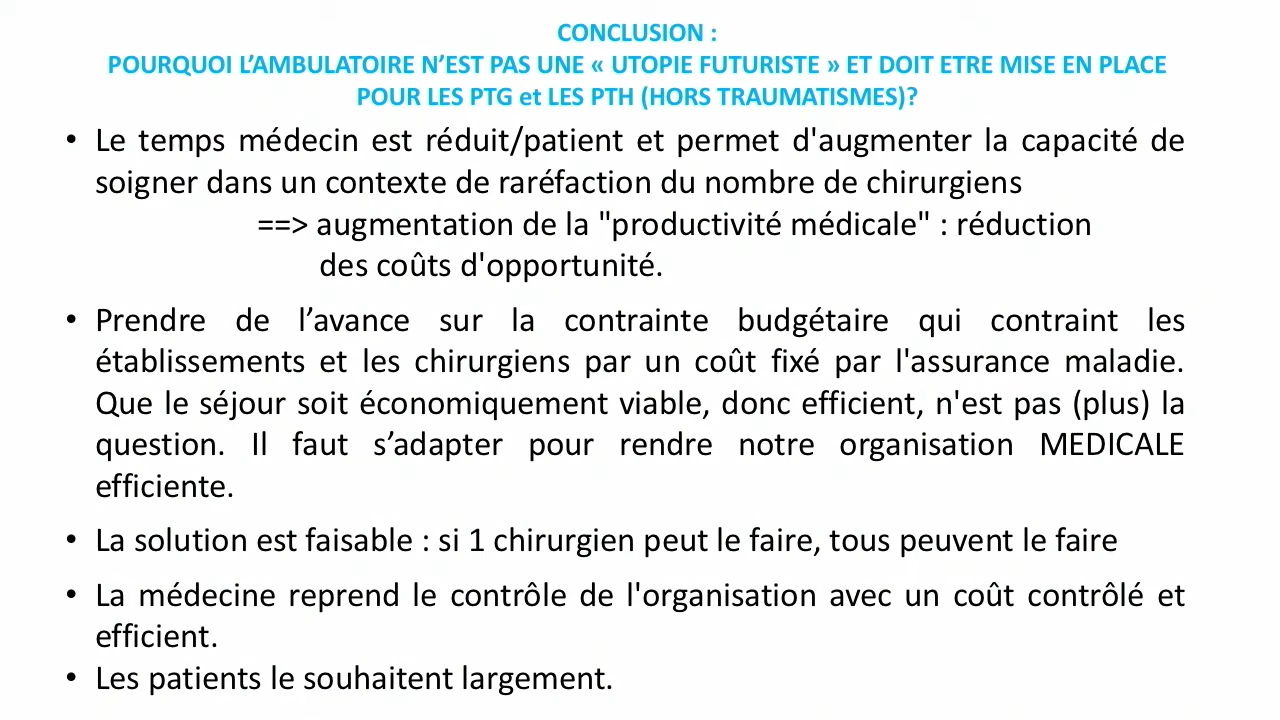 CONCLUSION :
POURQUOI L’AMBULATOIRE N’EST PAS UNE « UTOPIE FUTURISTE » ET DOIT ETRE MISE EN PLACE
POUR LES PTG et LES PTH (HORS TRAUMATISMES)?
• Le temps médecin est réduit/patient et permet d'augmenter la capacité de
soigner dans un contexte de raréfaction du nombre de chirurgiens
==> augmentation de la "productivité médicale" : réduction
des coûts d'opportunité.
• Prendre de l’avance sur la contrainte budgétaire qui contraint les
établissements et les chirurgiens par un coût fixé par l'assurance maladie.
Que le séjour soit économiquement viable, donc efficient, n'est pas (plus) la
question. Il faut s’adapter pour rendre notre organisation MEDICALE
efficiente.
• La solution est faisable : si 1 chirurgien peut le faire, tous peuvent le faire
• La médecine reprend le contrôle de l'organisation avec un coût contrôlé et
efficient.
• Les patients le souhaitent largement.